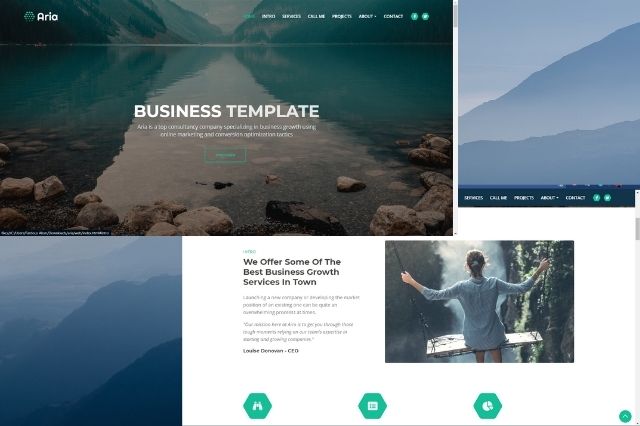 Aria
HOME INTRO SERVICES CALL ME PROJECTS ABOUT CONTACT
BUSINESS TEMPLATE
Aria is a top consultancy company specializing in business growth using
online marketing and conversion optimization tactics
SERVICES CALL ME PROJECTS ABOUT CONTACT
INTRO
We Offer Some Of The
Best Business Growth
Services In Town
Launching a new company or developing the market
position of an existing one can be quite an
overwhelming process at times.
"Our mission here at Aria is to get you through those
tough moments relying on our team's expertise in
starting and growing companies."
Louise Donovan - CEO